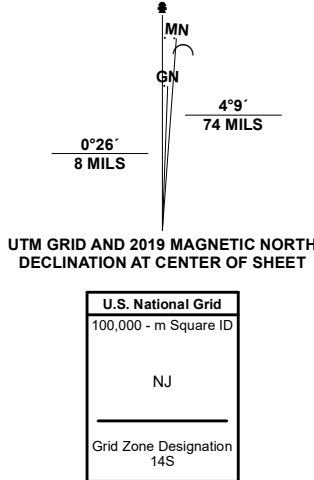 MN
GN
4°9´
74 MILS
0°26´
8 MILS
UTM GRID AND 2019 MAGNETIC NORTH
DECLINATION AT CENTER OF SHEET
U.S. National Grid
100,000 - m Square ID
NJ
Grid Zone Designation
14S